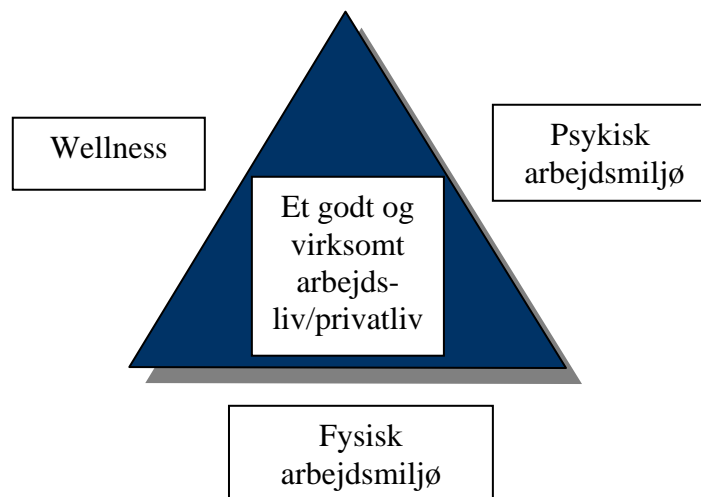 Wellness
Psykisk
arbejdsmiljø
Et godt og
virksomt
arbejds-
liv/privatliv
Fysisk
arbejdsmiljø